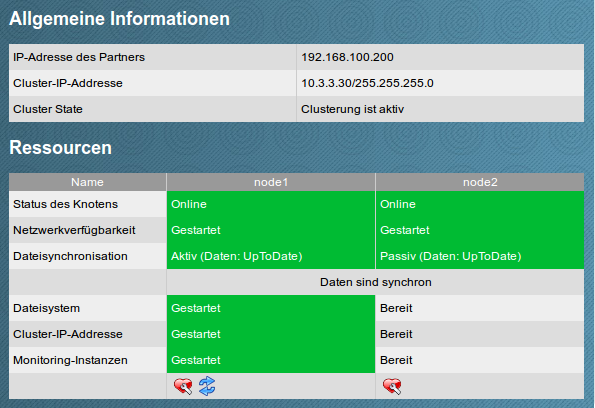 Allgemeine Informationen
IP-Adresse des Partners 192.168.100.200
Cluster-IP-Addresse 10.3.3.30/255.255.255.0
Cluster State Clusterung ist aktiv
Ressourcen
Name node1 node2
Status des Knotens Online Online
Netzwerkverfügbarkeit Gestartet Gestartet
Dateisynchronisation Aktiv (Daten: UpToDate) Passiv (Daten: UpToDate)
Daten sind synchron
Dateisystem Gestartet Bereit
Cluster-IP-Addresse Gestartet Bereit
Monitoring-Instanzen Gestartet Bereit